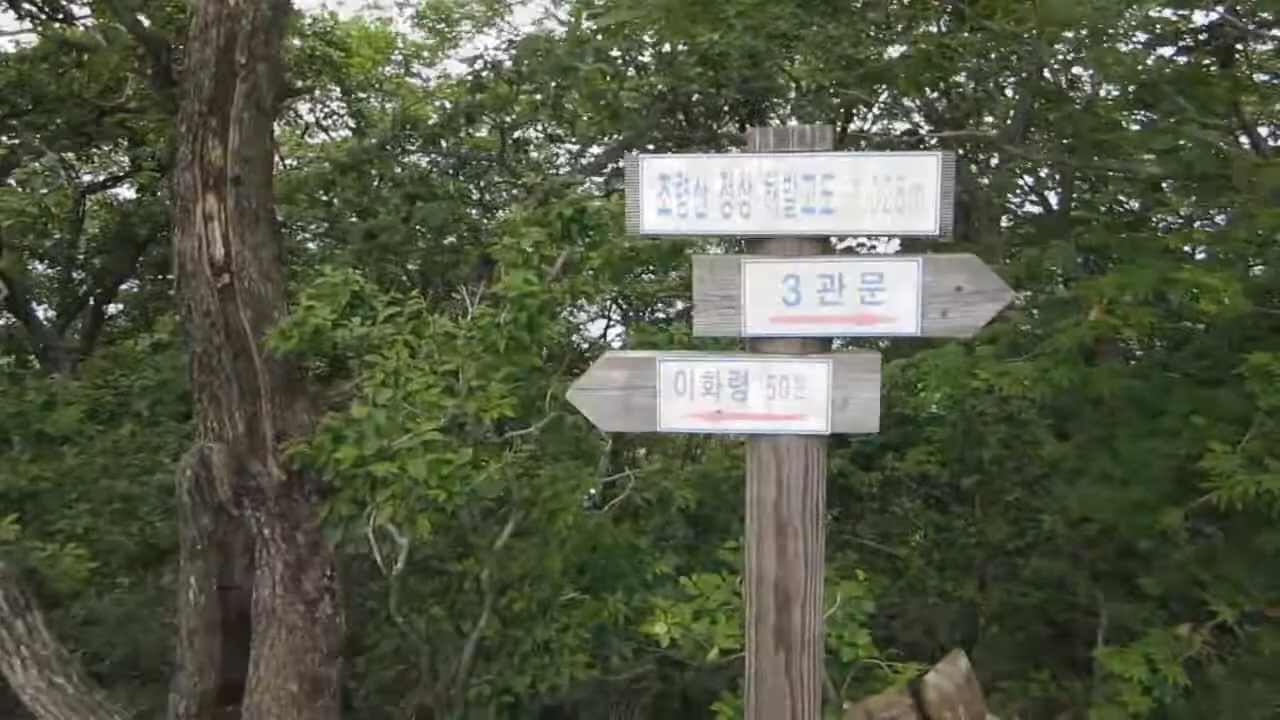 조령산 정상 해발고도
3관문
이화령 50분